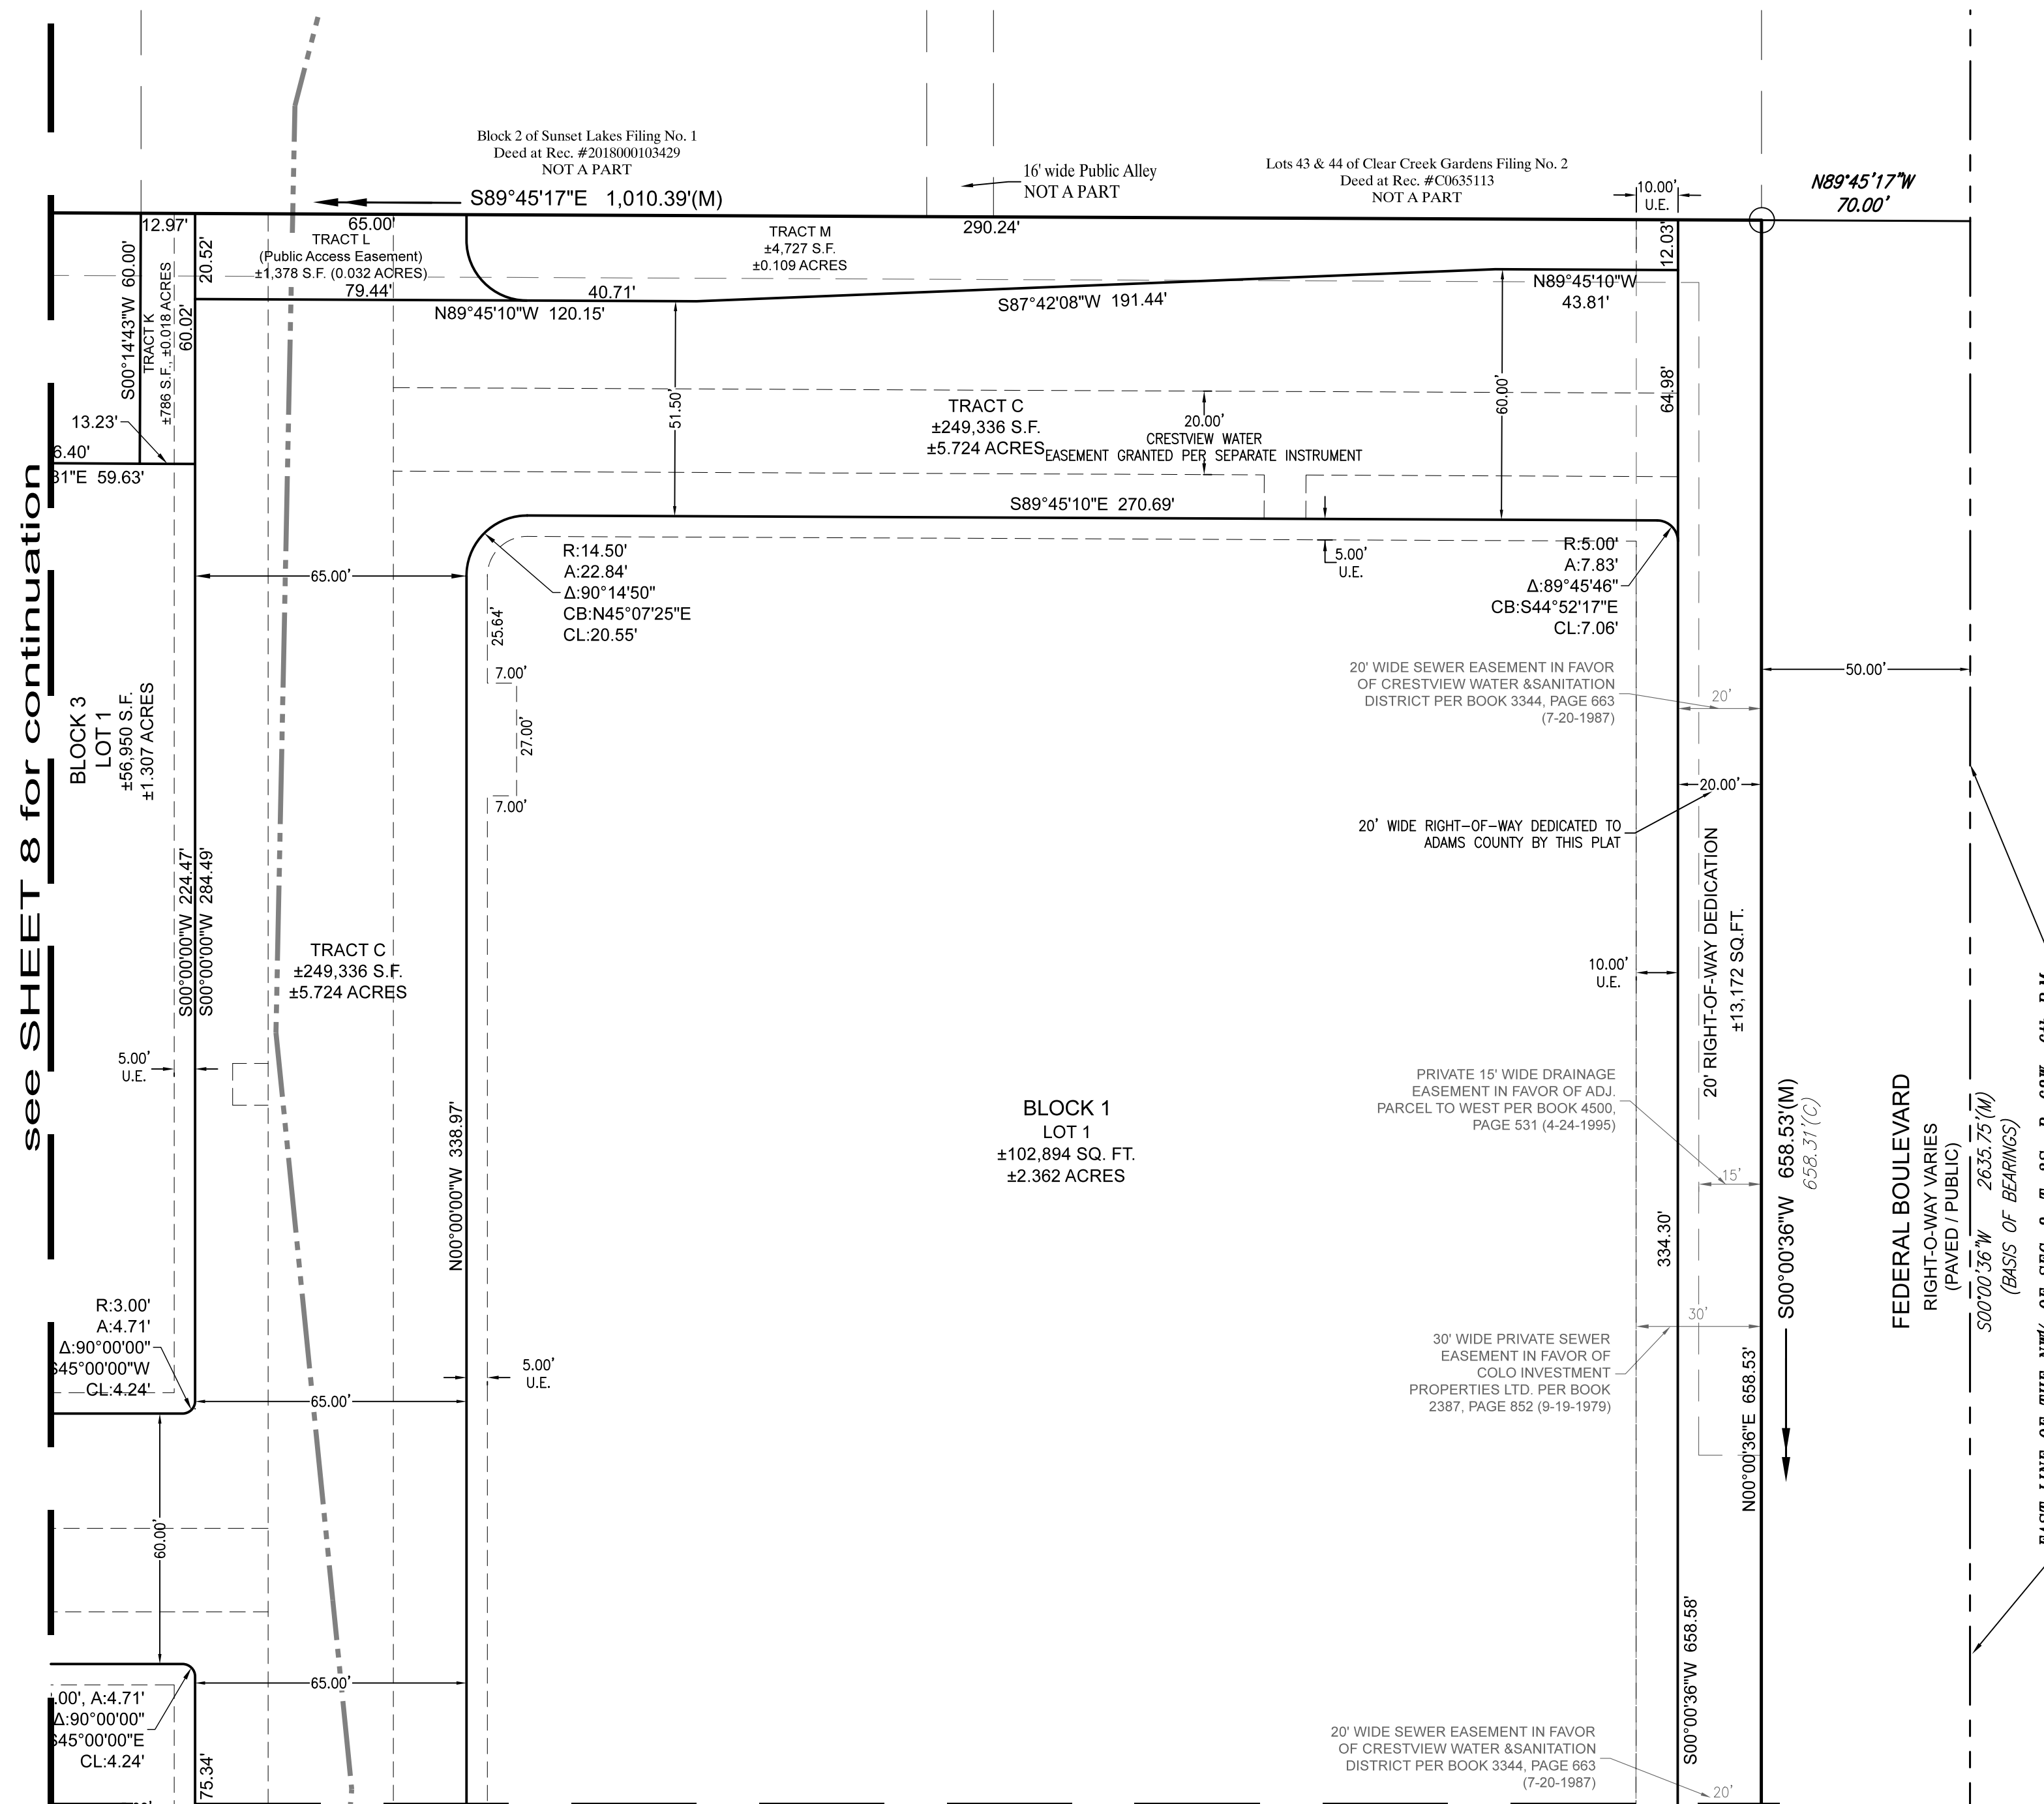 Block 2 of Sunset Lakes Filing No. 1
Deed at Rec. #2018000103429
NOT A PART
S89°45'17"E 1,010.39'(M)
16' wide Public Alley
NOT A PART
Lots 43 & 44 of Clear Creek Gardens Filing No. 2
Deed at Rec. #C0635113
NOT A PART
10.00'
U.E.
N89°45'17"W
70.00'
12.97'
65.00'
TRACT L
(Public Access Easement)
±1,378 S.F. (0.032 ACRES)
79.44'
20.52'
TRACT M
±4,727 S.F.
±0.109 ACRES
290.24'
12.03'
40.71'
N89°45'10"W 120.15'
S87°42'08"W 191.44'
N89°45'10"W
43.81'
S00°14'43"W 60.00'
TRACT K
±786 S.F., ±0.018 ACRES
60.02'
13.23'
6.40'
31"E 59.63'
51.50'
TRACT C
±249,336 S.F.
±5.724 ACRES
20.00'
CRESTVIEW WATER
EASEMENT GRANTED PER SEPARATE INSTRUMENT
60.00'
64.98'
S89°45'10"E 270.69'
R:14.50'
A:22.84'
Δ:90°14'50"
CB:N45°07'25"E
CL:20.55'
5.00'
U.E.
R:5.00'
A:7.83'
Δ:89°45'46"
CB:S44°52'17"E
CL:7.06'
65.00'
25.64'
7.00'
27.00'
7.00'
20' WIDE SEWER EASEMENT IN FAVOR
OF CRESTVIEW WATER &SANITATION
DISTRICT PER BOOK 3344, PAGE 663
(7-20-1987)
20'
50.00'
20.00'
20' WIDE RIGHT-OF-WAY DEDICATED TO
ADAMS COUNTY BY THIS PLAT
see SHEET 8 for continuation
BLOCK 3
LOT 1
±56,950 S.F.
±1.307 ACRES
S00°00'00"W 224.47'
S00°00'00"W 284.49'
TRACT C
±249,336 S.F.
±5.724 ACRES
5.00'
U.E.
N00°00'00"W 338.97'
BLOCK 1
LOT 1
±102,894 SQ. FT.
±2.362 ACRES
10.00'
U.E.
20' RIGHT-OF-WAY DEDICATION
±13,172 SQ.FT.
PRIVATE 15' WIDE DRAINAGE
EASEMENT IN FAVOR OF ADJ.
PARCEL TO WEST PER BOOK 4500,
PAGE 531 (4-24-1995)
15'
334.30'
S00°00'36"W 658.53'(M)
658.31'(C)
FEDERAL BOULEVARD
RIGHT-O-WAY VARIES
(PAVED / PUBLIC)
S00°00'36"W 2635.75'(M)
(BASIS OF BEARINGS)
R:3.00'
A:4.71'
Δ:90°00'00"
S45°00'00"W
CL:4.24'
65.00'
5.00'
U.E.
30'
30' WIDE PRIVATE SEWER
EASEMENT IN FAVOR OF
COLO INVESTMENT
PROPERTIES LTD. PER BOOK
2387, PAGE 852 (9-19-1979)
N00°00'36"E 658.53'
60.00'
S00°00'36"W 658.58'
65.00'
.00', A:4.71'
Δ:90°00'00"
S45°00'00"E
CL:4.24'
75.34'
20' WIDE SEWER EASEMENT IN FAVOR
OF CRESTVIEW WATER &SANITATION
DISTRICT PER BOOK 3344, PAGE 663
(7-20-1987)
20'